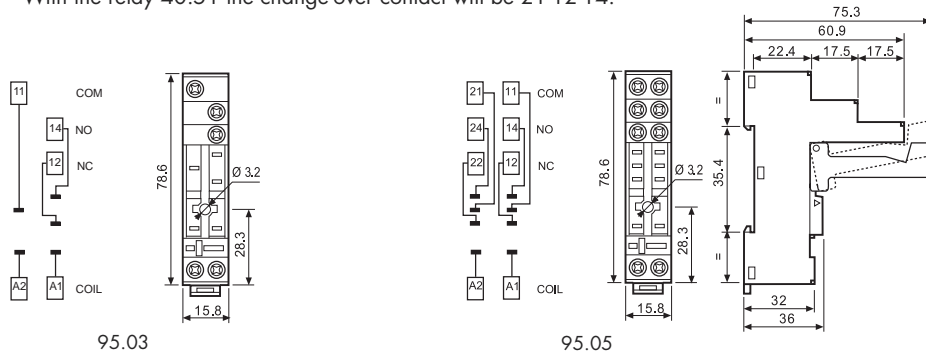 With the relay 40.31 the change over contact will be 21-12-14.
75.3
60.9
22.4 17.5 17.5
11 COM
14 NO
12 NC
78.6
Ø 3.2
28.3
A2 A1 COIL
15.8
95.03
21 11 COM
24 14 NO
22 12 NC
78.6
Ø 3.2
28.3
A2 A1 COIL
15.8
95.05
=
35.4
=
32
36